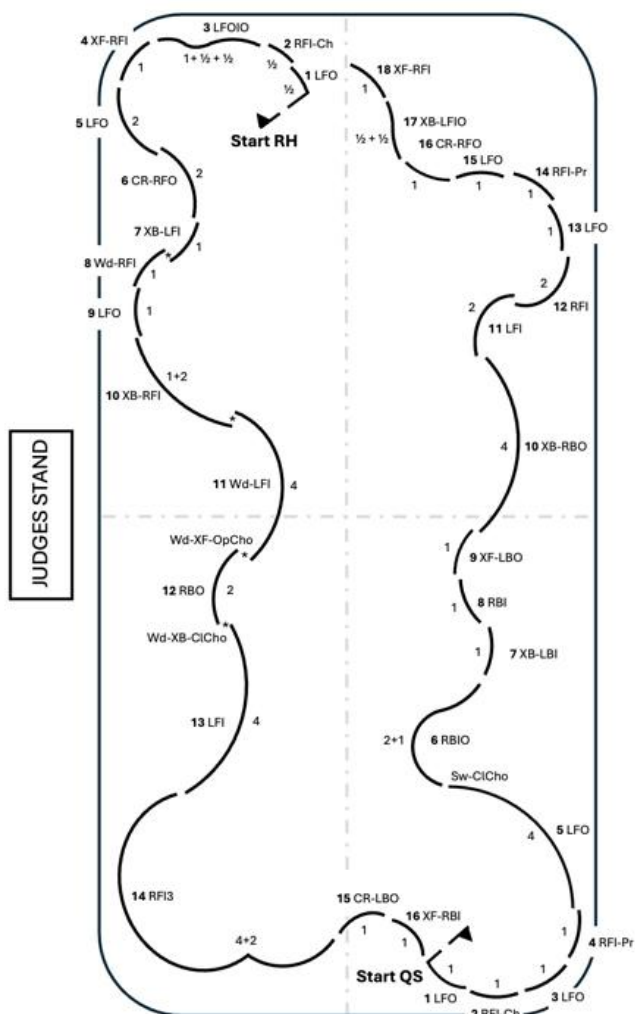 4 XF-RFI
3 LFOIO
1+ ½ + ½
2 RFI-Ch
½
1 LFO
½
Start RH
1
5 LFO
2
6 CR-RFO
2
7 XB-LFI
1
*
8 Wd-RFI
1
9 LFO
1
10 XB-RFI
1+2
*
11 Wd-LFI
4
Wd-XF-OpCho
*
12 RBO
2
*
Wd-XB-ClCho
13 LFI
4
14 RFI3
4+2
15 CR-LBO
1
16 XF-RBI
1
JUDGES STAND
Start QS
1 LFO
1
2 RFI-Ch
1
3 LFO
1
4 RFI-Pr
1
5 LFO
4
Sw-ClCho
6 RBIO
2+1
7 XB-LBI
1
8 RBI
1
9 XF-LBO
1
10 XB-RBO
4
11 LFI
2
12 RFI
2
13 LFO
1
14 RFI-Pr
1
15 LFO
1
16 CR-RFO
1
17 XB-LFIO
½ + ½
18 XF-RFI
1